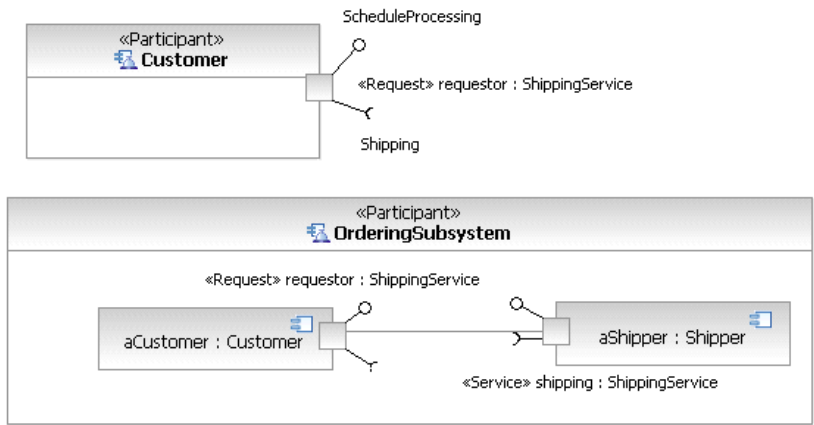 ScheduleProcessing
«Participant»
Customer
«Request» requestor : ShippingService
Shipping
«Participant»
OrderingSubsystem
«Request» requestor : ShippingService
aCustomer : Customer
aShipper : Shipper
«Service» shipping : ShippingService